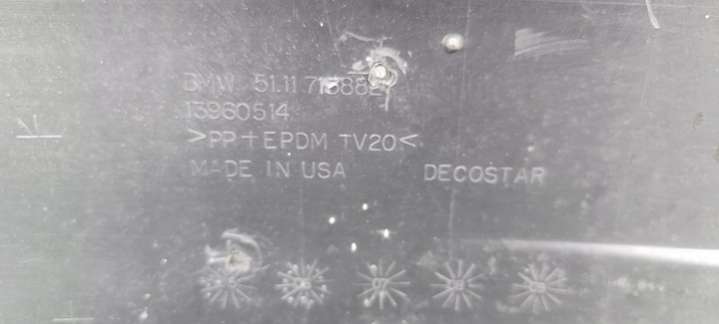 BMW 51.11
13960514
>PP+EPDM TV20<
MADE IN USA DECOSTAR